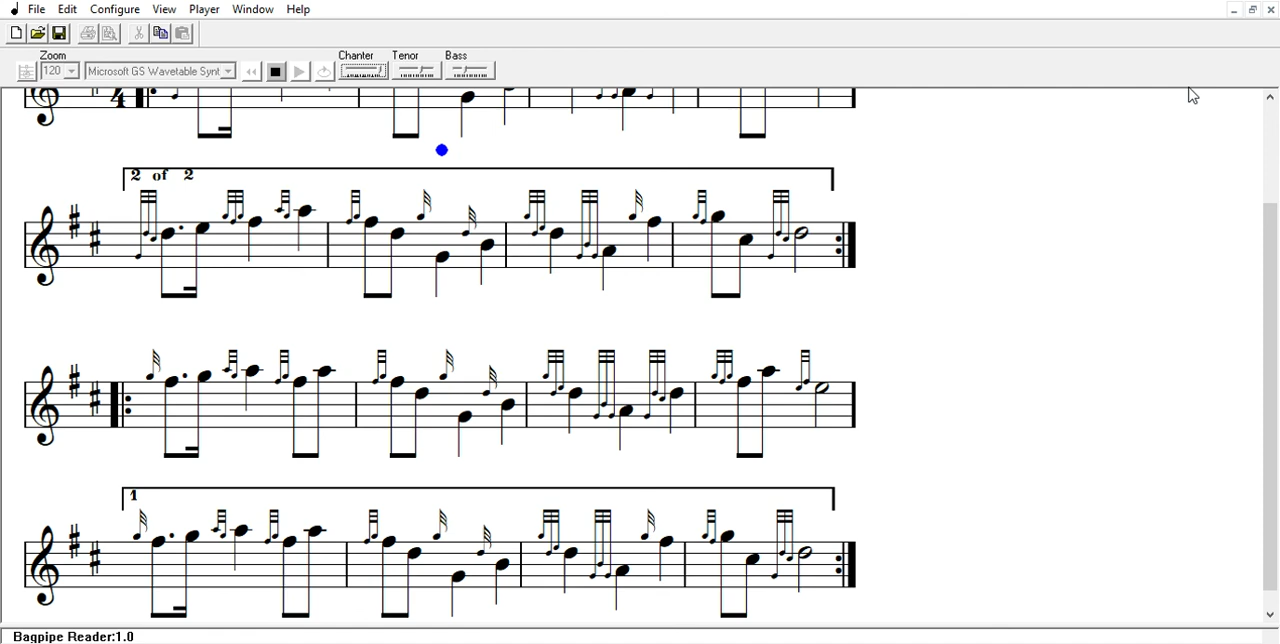 File Edit Configure View Player Window Help
Zoom Chanter Tenor Bass
120 Microsoft GS Wavetable Synt
4
2 of 2
1
Bagpipe Reader:1.0